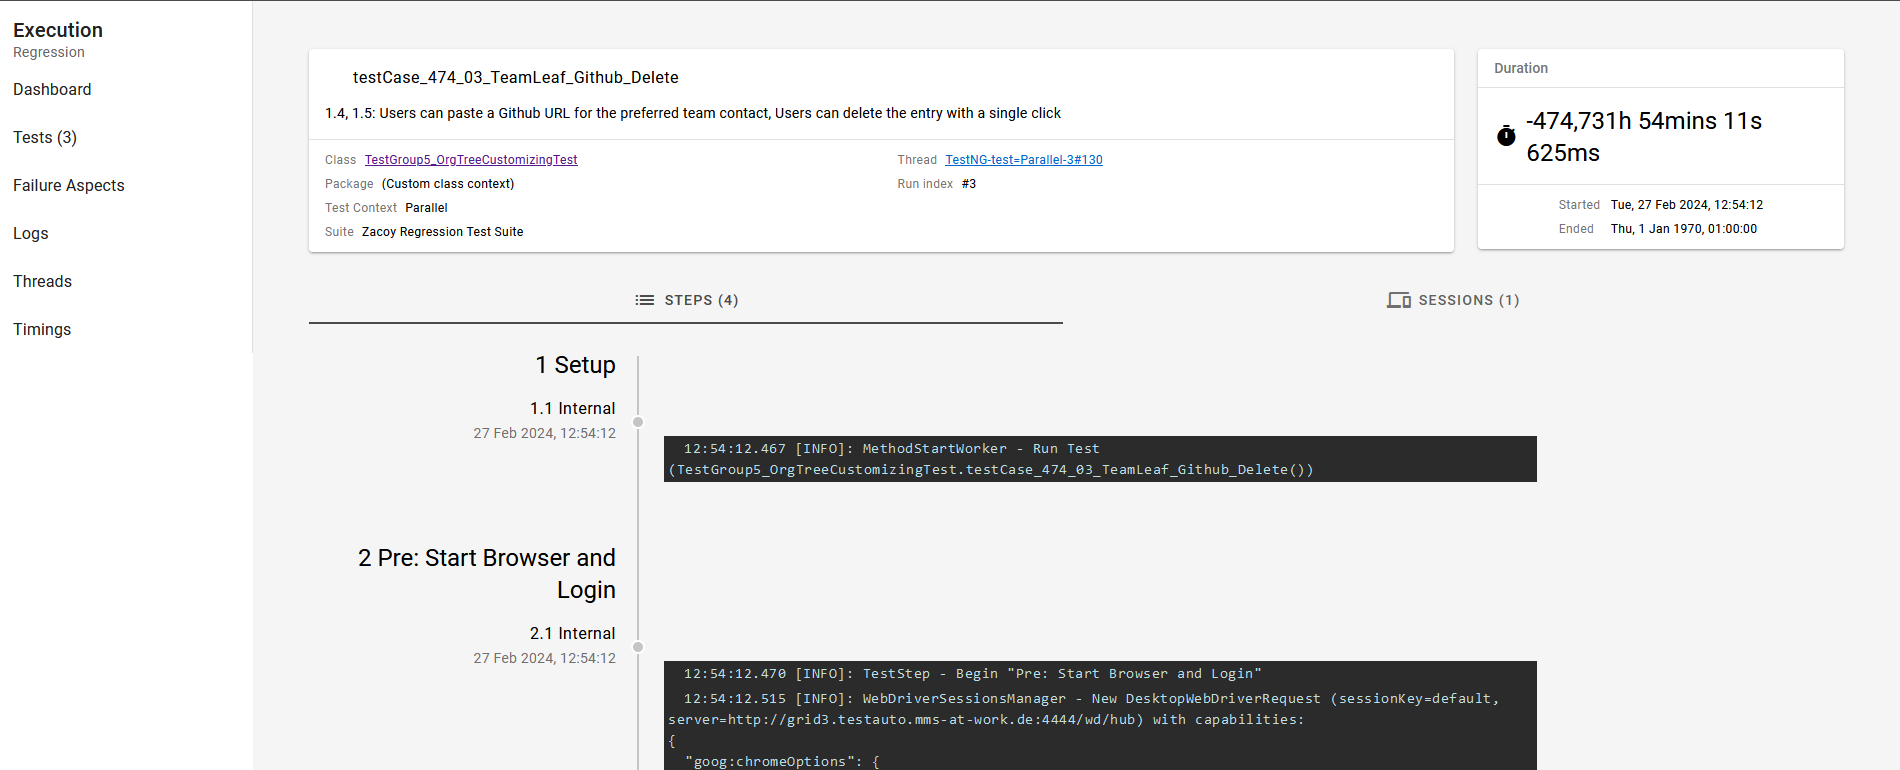 Execution
Regression
Dashboard
Tests (3)
Failure Aspects
Logs
Threads
Timings
testCase_474_03_TeamLeaf_Github_Delete
1.4, 1.5: Users can paste a Github URL for the preferred team contact, Users can delete the entry with a single click
Class TestGroup5_OrgTreeCustomizingTest
Package (Custom class context)
Test Context Parallel
Suite Zacoy Regression Test Suite
Thread TestNG-test=Parallel-3#130
Run index #3
Duration
-474,731h 54mins 11s
625ms
Started Tue, 27 Feb 2024, 12:54:12
Ended Thu, 1 Jan 1970, 01:00:00
STEPS (4)
SESSIONS (1)
1 Setup
1.1 Internal
27 Feb 2024, 12:54:12
12:54:12.467 [INFO]: MethodStartWorker - Run Test
(TestGroup5_OrgTreeCustomizingTest.testCase_474_03_TeamLeaf_Github_Delete())
2 Pre: Start Browser and
Login
2.1 Internal
27 Feb 2024, 12:54:12
12:54:12.470 [INFO]: TestStep - Begin "Pre: Start Browser and Login"
12:54:12.515 [INFO]: WebDriverSessionsManager - New DesktopWebDriverRequest (sessionKey=default,
server=http://grid3.testauto.mms-at-work.de:4444/wd/hub) with capabilities:
{
"goog:chromeOptions": {